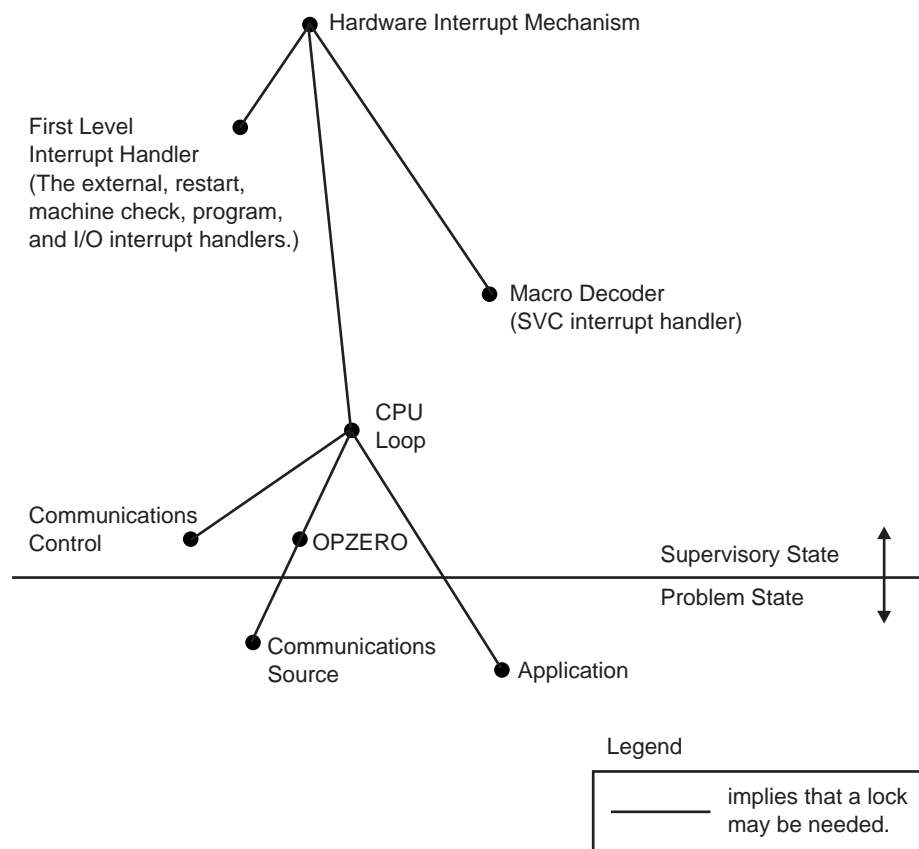 Hardware Interrupt Mechanism
First Level
Interrupt Handler
(The external, restart,
machine check, program,
and I/O interrupt handlers.)
Macro Decoder
(SVC interrupt handler)
CPU
Loop
Communications
Control
OPZERO
Supervisory State
Problem State
Communications
Source
Application
Legend
implies that a lock
may be needed.